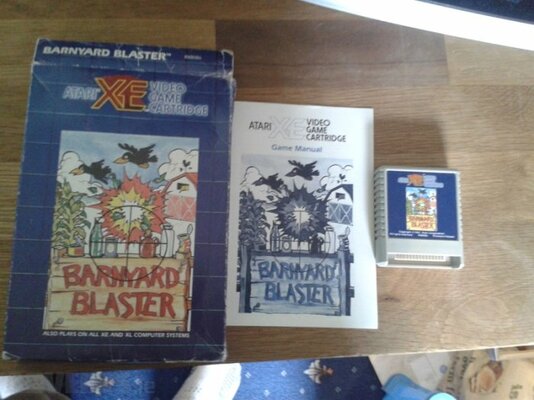 BARNYARD BLASTER™
ATARI XE VIDEO
GAME
CARTRIDGE
BARNYARD
BLASTER
ALSO PLAYS ON ALL XE AND XL COMPUTER SYSTEMS
ATARI XE VIDEO
GAME
CARTRIDGE
Game Manual
BARNYARD
BLASTER
XE
BARNYARD
BLASTER